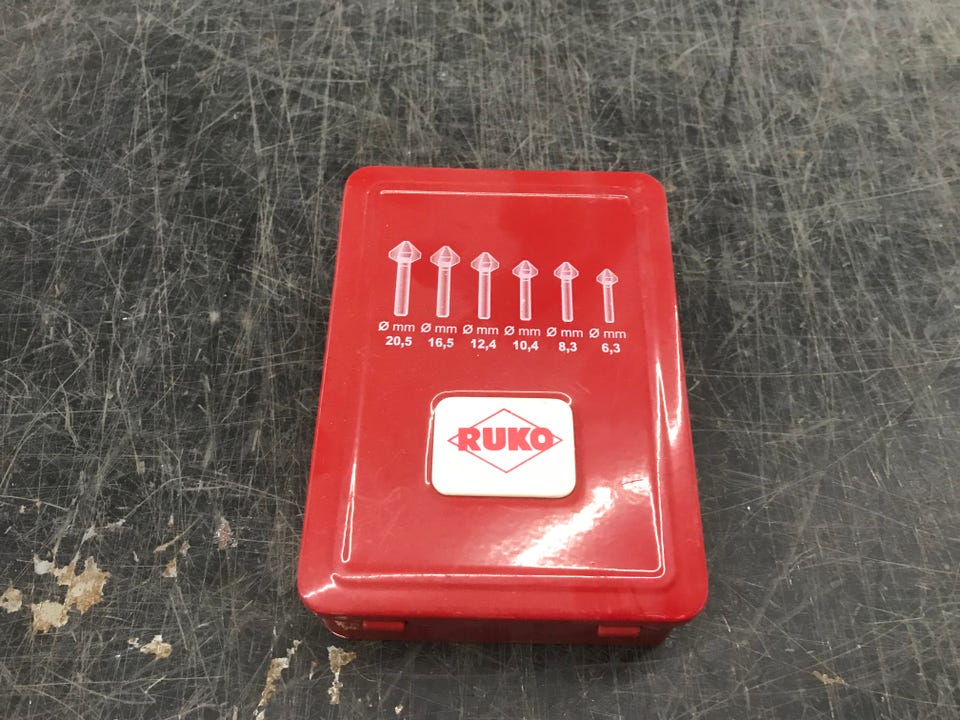 Ø mm Ø mm Ø mm Ø mm Ø mm Ø mm
20,5 16,5 12,4 10,4 8,3 6,3
RUKO